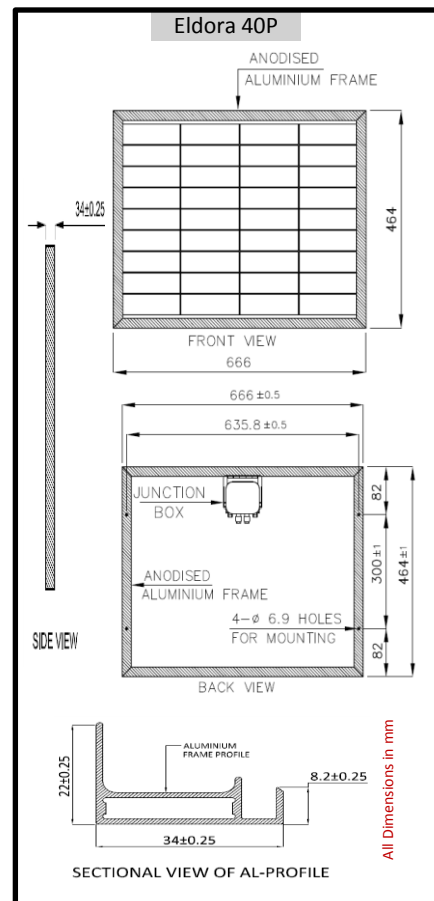 Eldora 40P
ANODISED
ALUMINIUM FRAME
34±0.25
464
FRONT VIEW
666
666 ±0.5
635.8 ±0.5
JUNCTION
BOX
82
300±1
464±1
ANODISED
ALUMINIUM FRAME
4-ø 6.9 HOLES
FOR MOUNTING
82
SIDE VIEW
BACK VIEW
ALUMINIUM
FRAME PROFILE
22±0.25
8.2±0.25
34±0.25
All Dimensions in mm
SECTIONAL VIEW OF AL-PROFILE